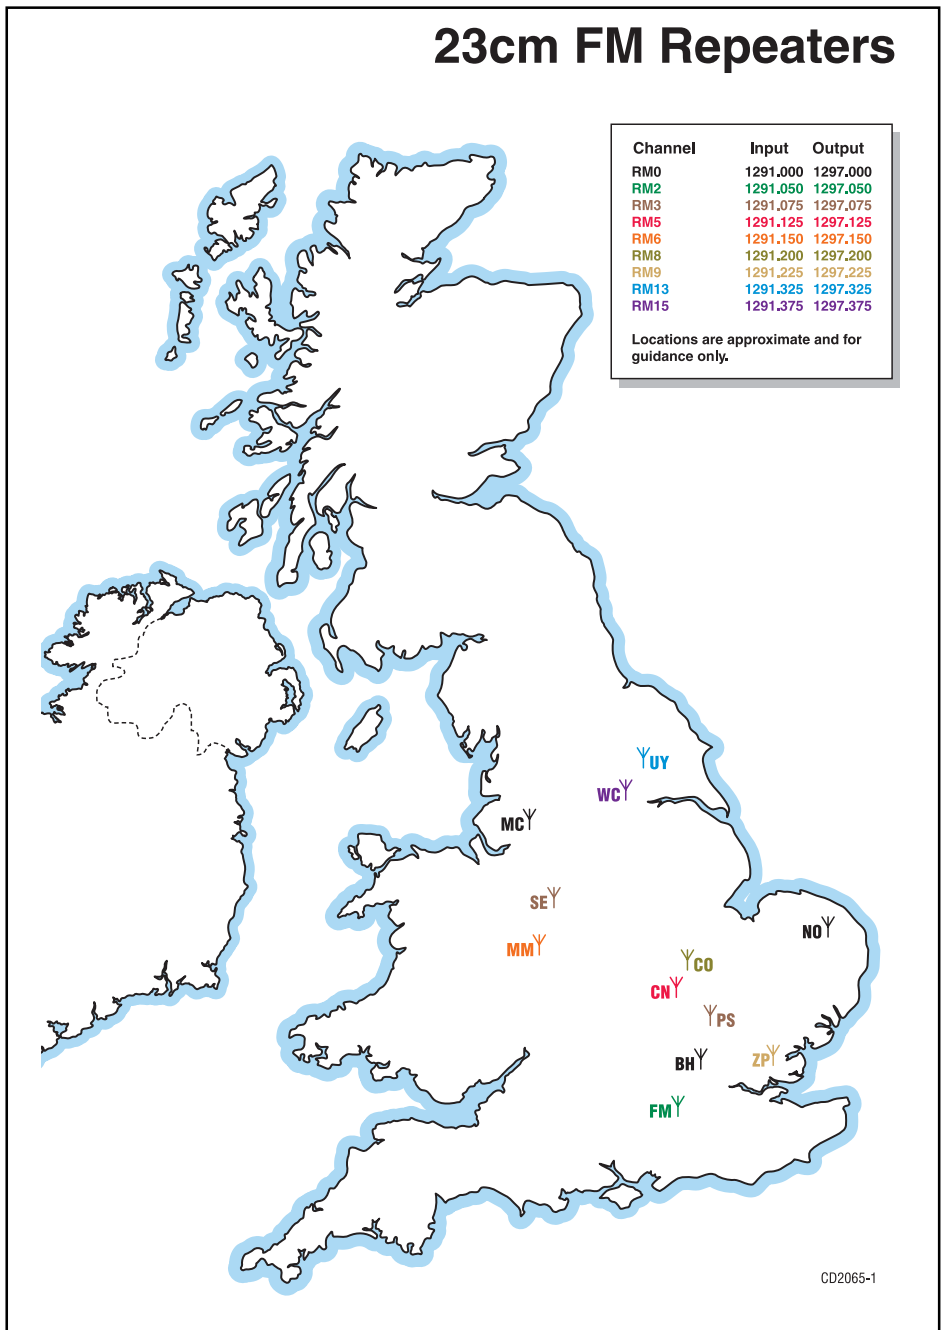 23cm FM Repeaters
Channel Input Output
RM0 1291.000 1297.000
RM2 1291.050 1297.050
RM3 1291.075 1297.075
RM5 1291.125 1297.125
RM6 1291.150 1297.150
RM8 1291.200 1297.200
RM9 1291.225 1297.225
RM13 1291.325 1297.325
RM15 1291.375 1297.375
Locations are approximate and for
guidance only.
UY
WC
MC
SE
NO
MM
CO
CN
PS
BH
ZP
FM
CD2065-1